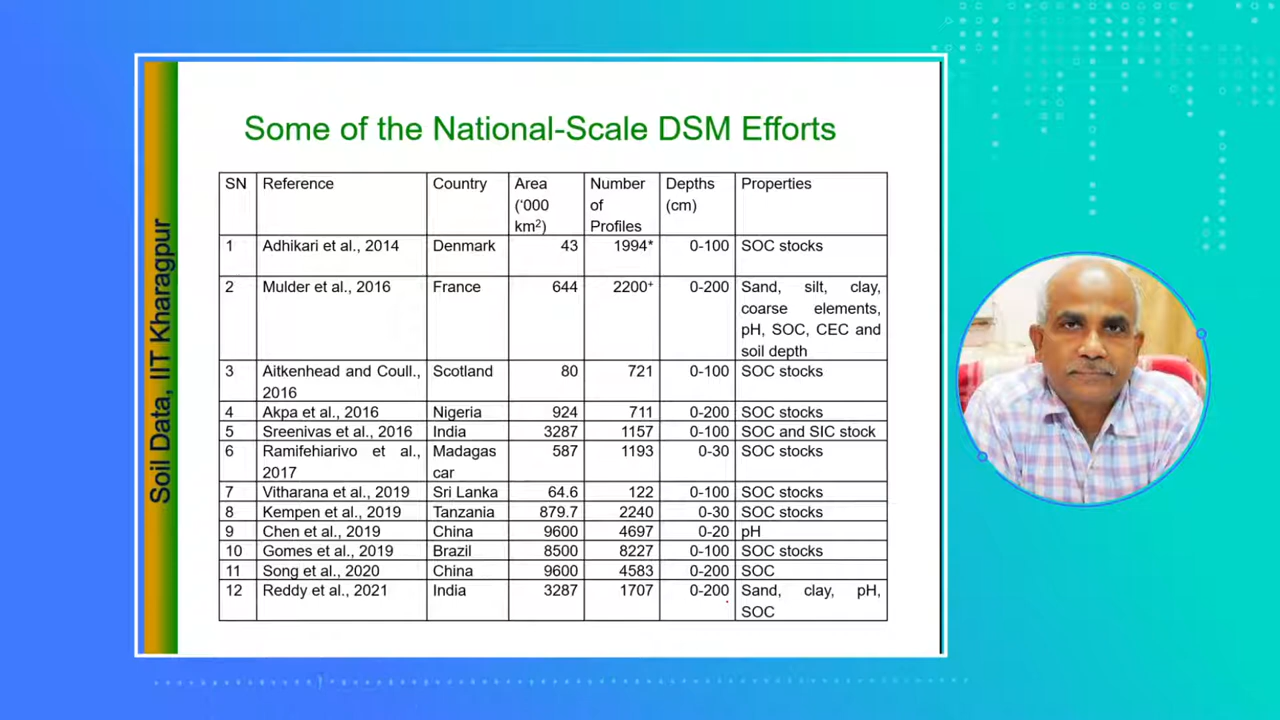 Some of the National-Scale DSM Efforts
Soil Data, IIT Kharagpur
SN Reference Country Area ('000 km²) Number of Profiles Depths (cm) Properties
1 Adhikari et al., 2014 Denmark 43 1994* 0-100 SOC stocks
2 Mulder et al., 2016 France 644 2200⁺ 0-200 Sand, silt, clay, coarse elements, pH, SOC, CEC and soil depth
3 Aitkenhead and Coull., 2016 Scotland 80 721 0-100 SOC stocks
4 Akpa et al., 2016 Nigeria 924 711 0-200 SOC stocks
5 Sreenivas et al., 2016 India 3287 1157 0-100 SOC and SIC stock
6 Ramifehiarivo et al., 2017 Madagas car 587 1193 0-30 SOC stocks
7 Vitharana et al., 2019 Sri Lanka 64.6 122 0-100 SOC stocks
8 Kempen et al., 2019 Tanzania 879.7 2240 0-30 SOC stocks
9 Chen et al., 2019 China 9600 4697 0-20 pH
10 Gomes et al., 2019 Brazil 8500 8227 0-100 SOC stocks
11 Song et al., 2020 China 9600 4583 0-200 SOC
12 Reddy et al., 2021 India 3287 1707 0-200 Sand, clay, pH, SOC